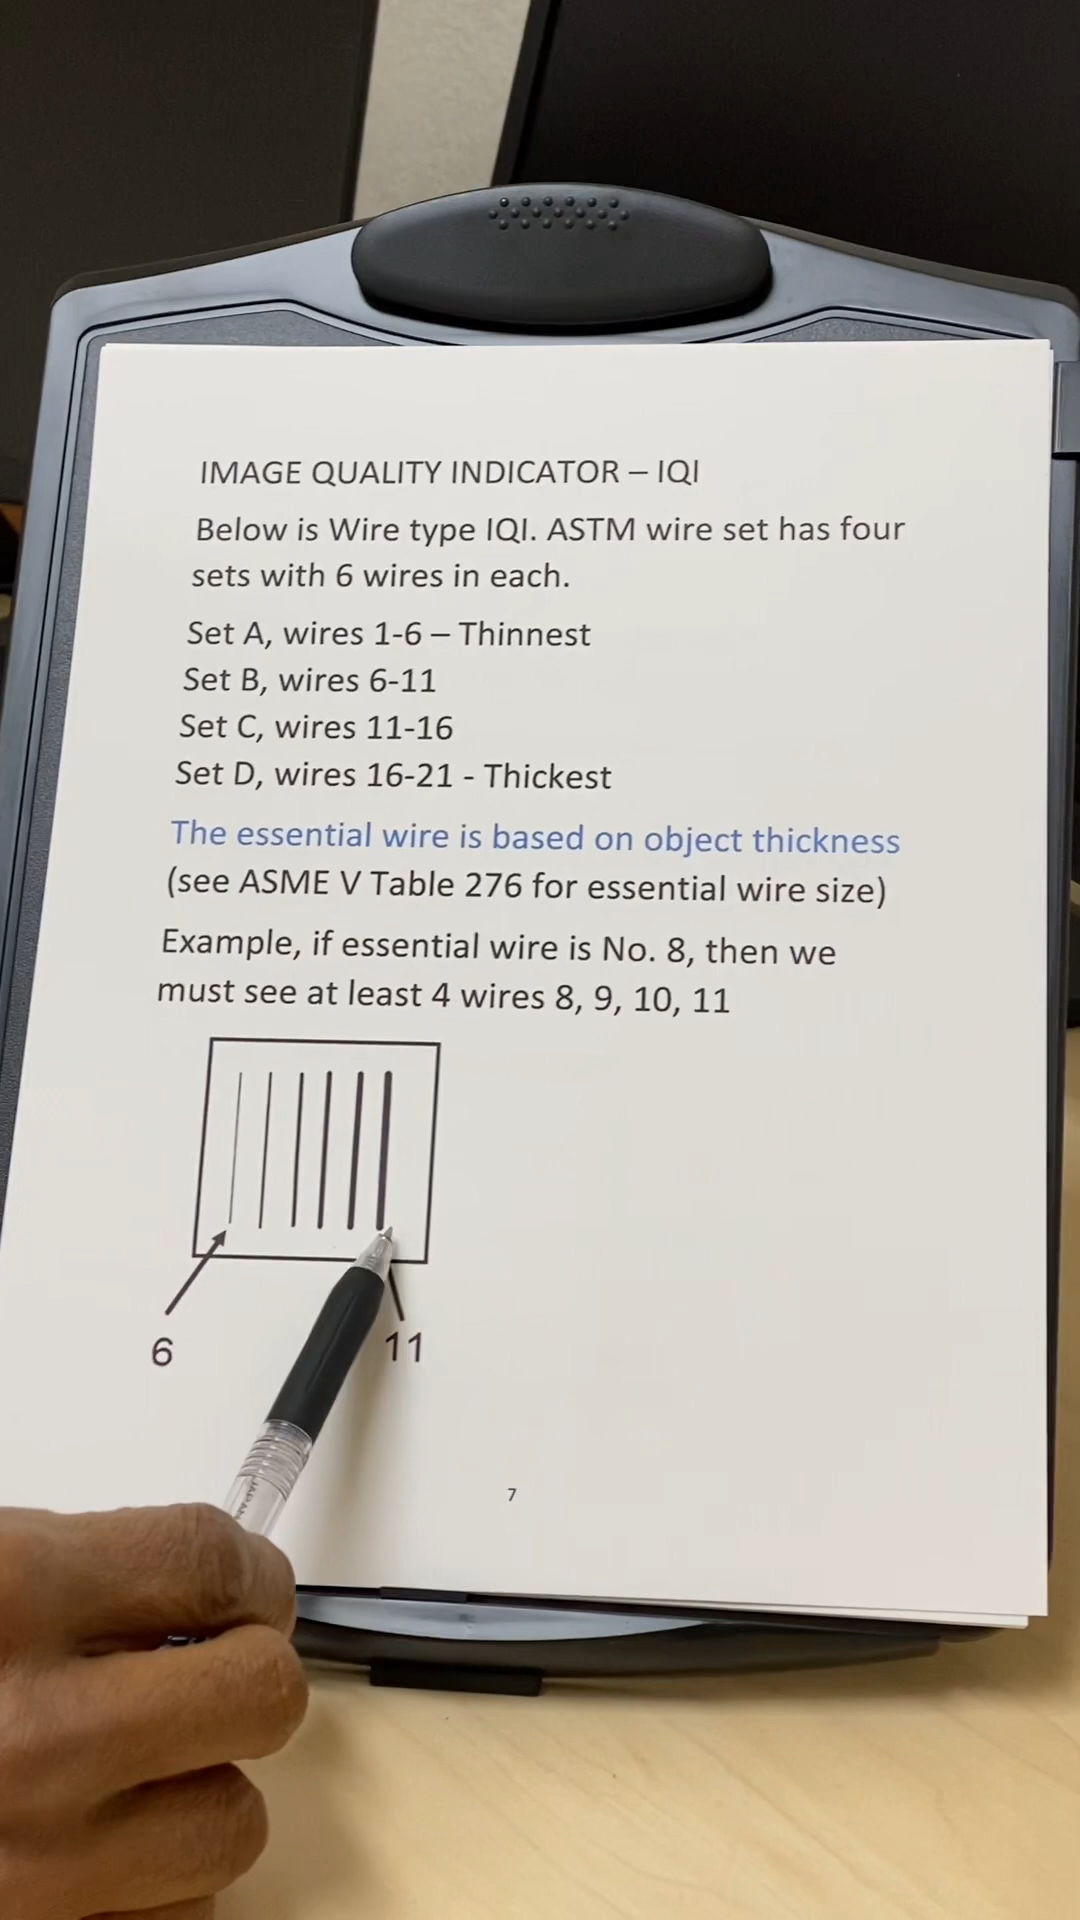 IMAGE QUALITY INDICATOR – IQI
Below is Wire type IQI. ASTM wire set has four
sets with 6 wires in each.
Set A, wires 1-6 – Thinnest
Set B, wires 6-11
Set C, wires 11-16
Set D, wires 16-21 - Thickest
The essential wire is based on object thickness
(see ASME V Table 276 for essential wire size)
Example, if essential wire is No. 8, then we
must see at least 4 wires 8, 9, 10, 11
6
11
7